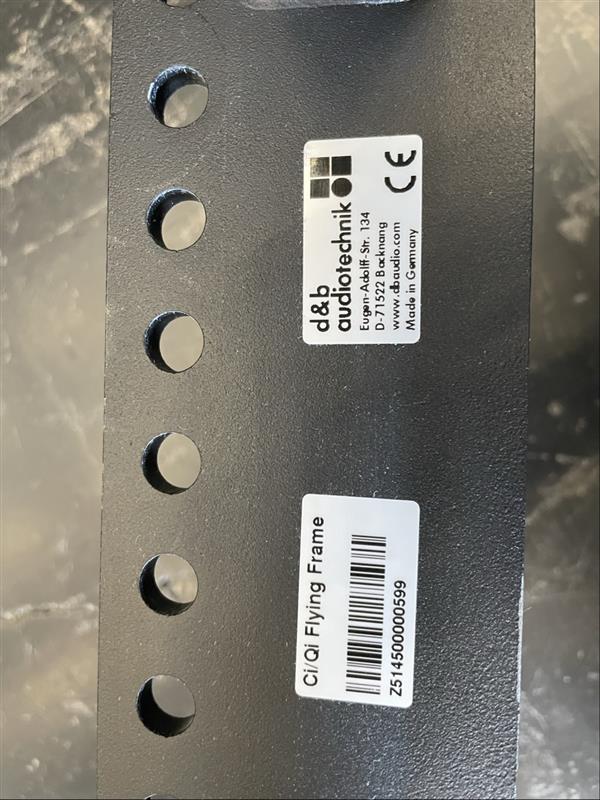 d&b
audiotechnik
Eugen-Adolff-Str. 134
D-71522 Backnang
www.dbaudio.com
Made in Germany
CE
Ci/Qi Flying Frame
Z514500000599